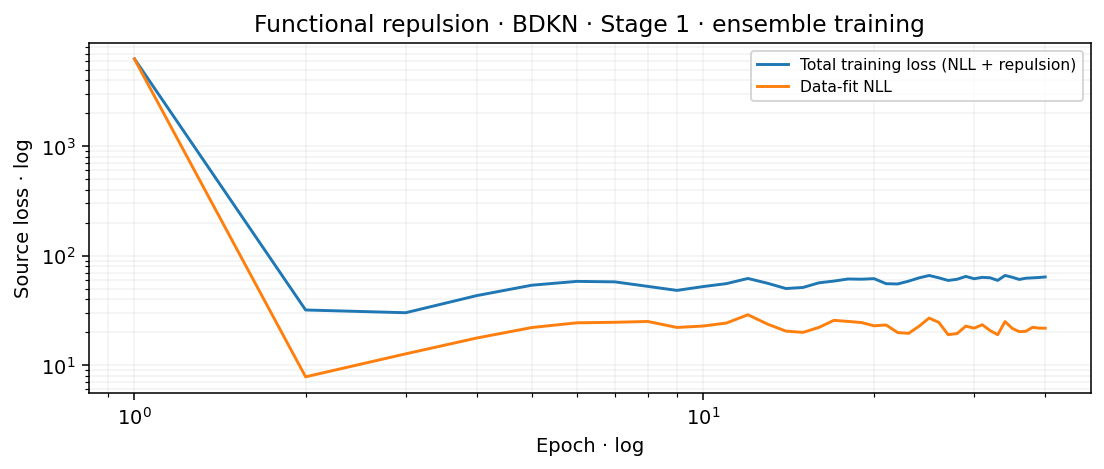 Functional repulsion · BDKN · Stage 1 · ensemble training
Total training loss (NLL + repulsion)
Data-fit NLL
Source loss · log
10³
10²
10¹
10⁰
10¹
Epoch · log